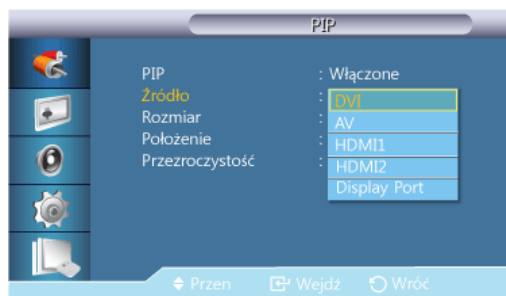 PIP
PIP : Włączone
Źródło : DVI
Rozmiar : AV
Położenie : HDMI1
Przezroczystość : HDMI2
Display Port
Przen Wejdź Wróć